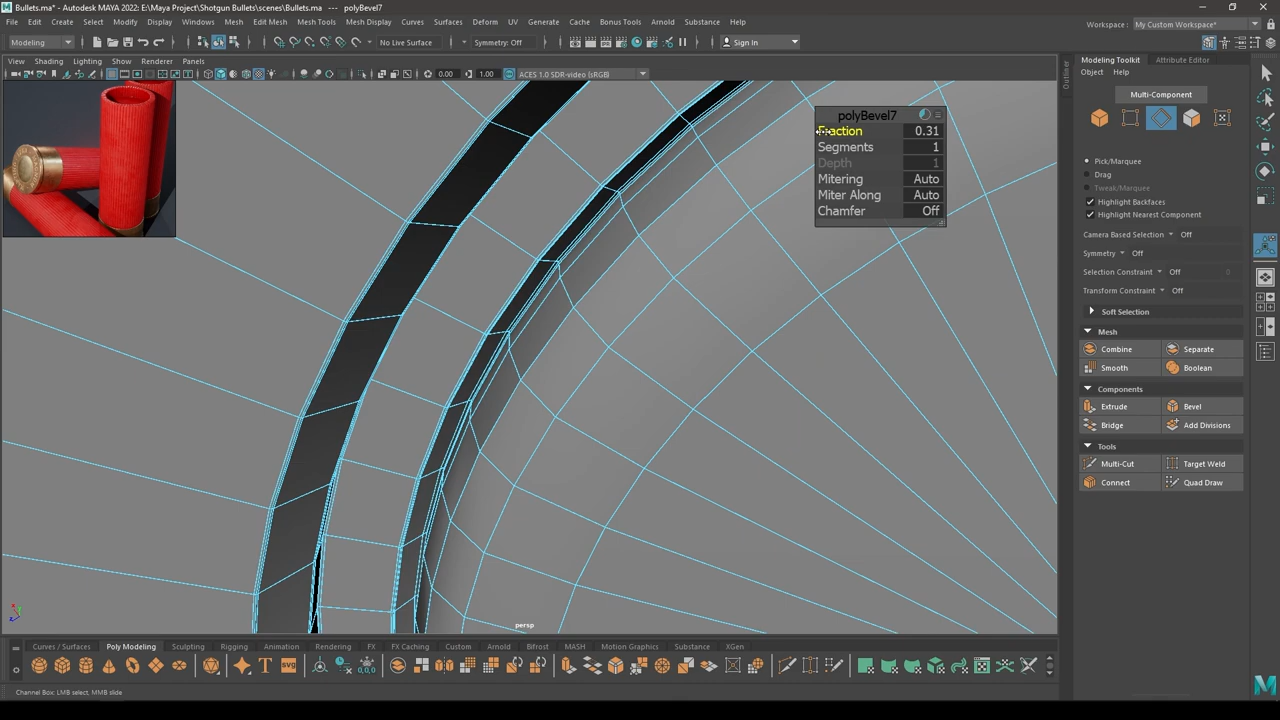 Bullets.ma* - Autodesk MAYA 2022: E:\Maya Project\Shotgun Bullets\scenes\Bullets.ma --- polyBevel7
File Edit Create Select Modify Display Windows Mesh Edit Mesh Mesh Tools Mesh Display Curves Surfaces Deform UV Generate Cache Bonus Tools Arnold Substance Help
Workspace : My Custom Workspace*
Modeling No Live Surface Symmetry: Off Sign In
View Shading Lighting Show Renderer Panels
Modeling Toolkit Attribute Editor
0.00 1.00 ACES 1.0 SDR-video (sRGB)
Object Help
Outliner
Multi-Component
polyBevel7
Fraction 0.31
Segments 1
Depth 1
Mitering Auto
Miter Along Auto
Chamfer Off
Pick/Marquee
Drag
Tweak/Marquee
Highlight Backfaces
Highlight Nearest Component
Camera Based Selection Off
Symmetry Off
Selection Constraint Off
Transform Constraint Off
Soft Selection
Mesh
Combine Separate
Smooth Boolean
Components
Extrude Bevel
Bridge Add Divisions
Tools
Multi-Cut Target Weld
Connect Quad Draw
persp
Curves / Surfaces Poly Modeling Sculpting Rigging Animation Rendering FX FX Caching Custom Arnold Bifrost MASH Motion Graphics Substance XGen
Channel Box: LMB select, MMB slide